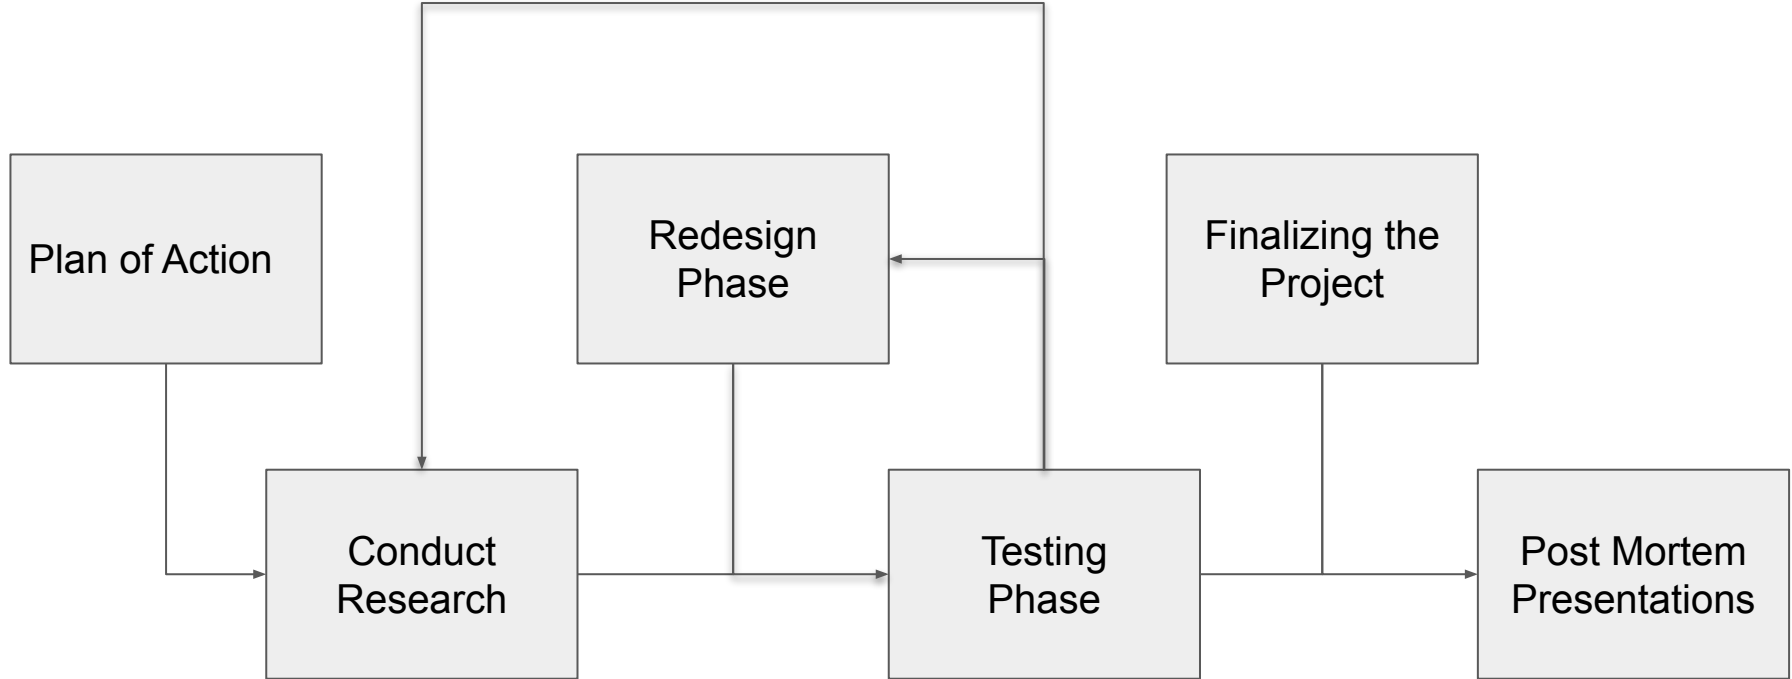 Plan of Action
Redesign
Phase
Finalizing the
Project
Conduct
Research
Testing
Phase
Post Mortem
Presentations